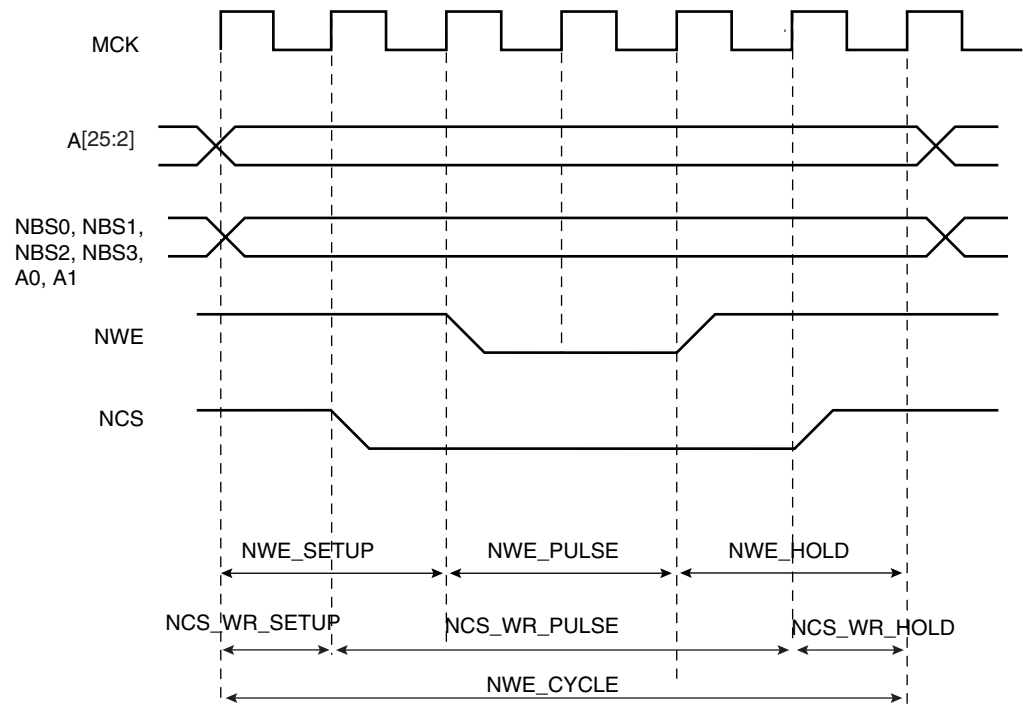 MCK
A[25:2]
NBS0, NBS1,
NBS2, NBS3,
A0, A1
NWE
NCS
NWE_SETUP
NWE_PULSE
NWE_HOLD
NCS_WR_SETUP
NCS_WR_PULSE
NCS_WR_HOLD
NWE_CYCLE